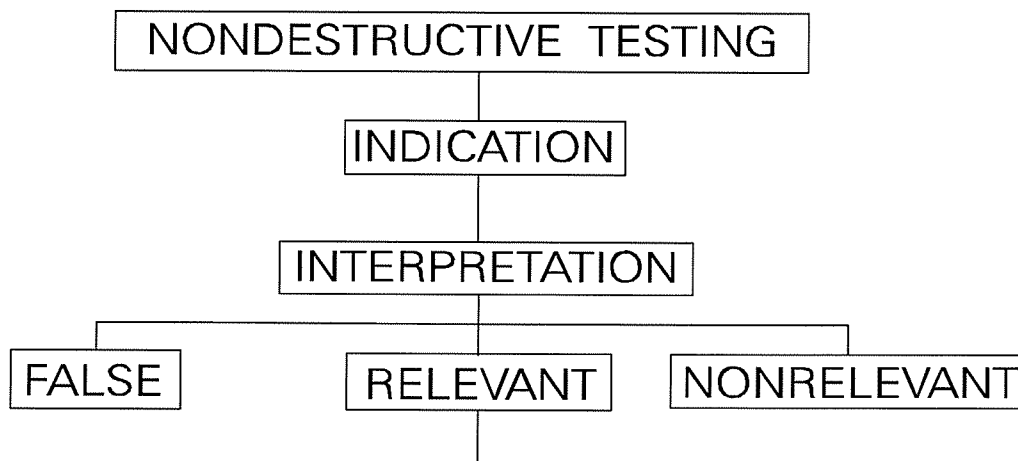 NONDESTRUCTIVE TESTING
INDICATION
INTERPRETATION
FALSE RELEVANT NONRELEVANT